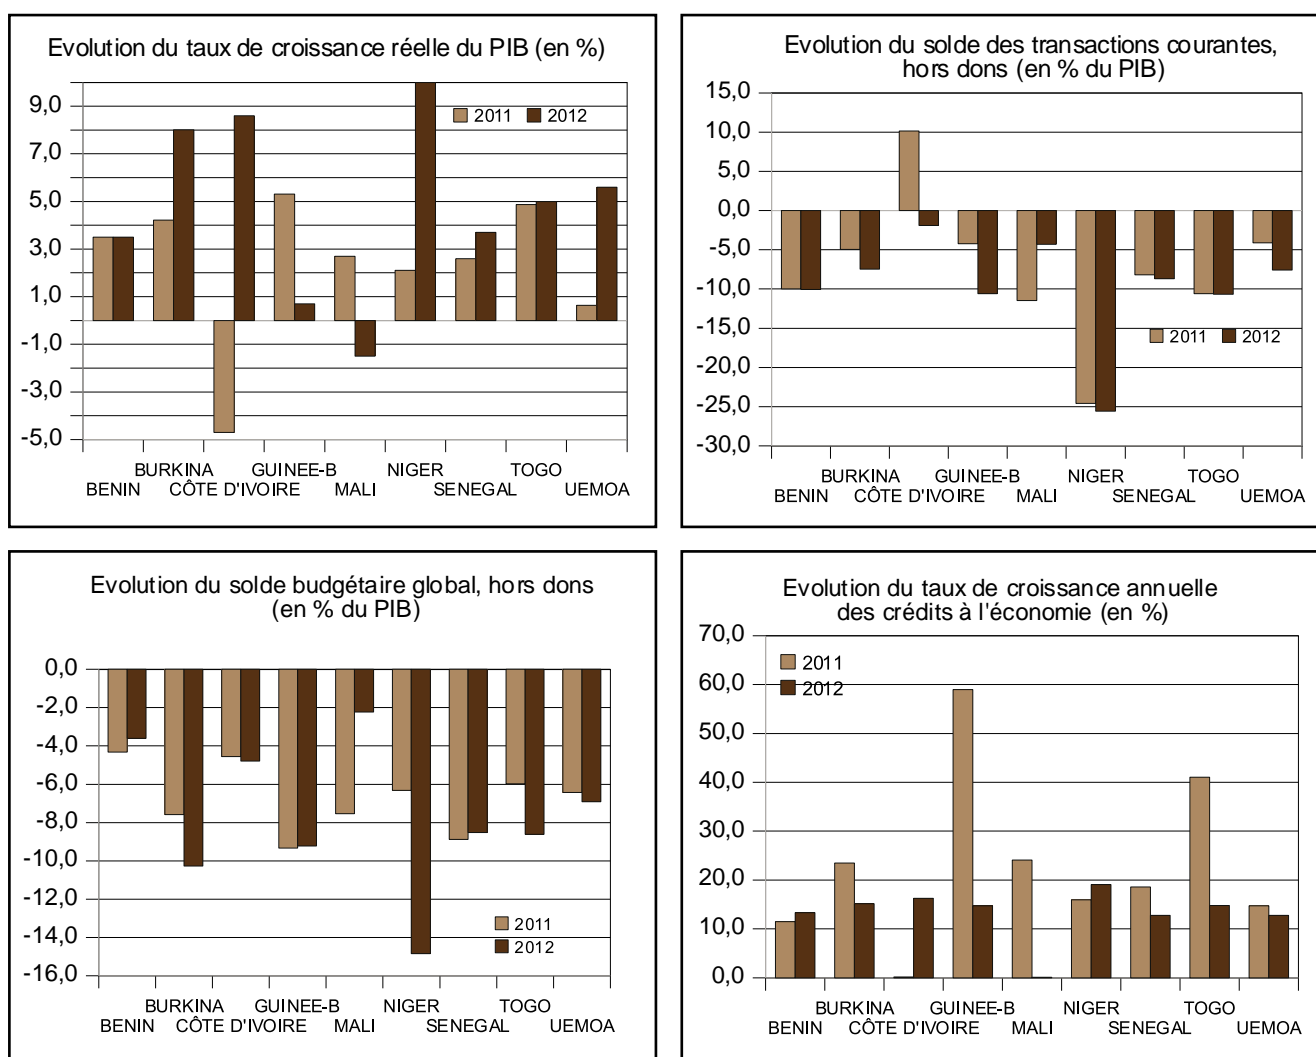 Evolution du taux de croissance réelle du PIB (en %)
9,0
7,0
5,0
3,0
1,0
-1,0
-3,0
-5,0
2011 2012
BURKINA GUINEE-B NIGER TOGO
BENIN CÔTE D'IVOIRE MALI SENEGAL UEMOA
Evolution du solde des transactions courantes,
hors dons (en % du PIB)
15,0
10,0
5,0
0,0
-5,0
-10,0
-15,0
-20,0
-25,0
-30,0
2011 2012
BURKINA GUINEE-B NIGER TOGO
BENIN CÔTE D'IVOIRE MALI SENEGAL UEMOA
Evolution du solde budgétaire global, hors dons
(en % du PIB)
0,0
-2,0
-4,0
-6,0
-8,0
-10,0
-12,0
-14,0
-16,0
2011
2012
BURKINA GUINEE-B NIGER TOGO
BENIN CÔTE D'IVOIRE MALI SENEGAL UEMOA
Evolution du taux de croissance annuelle
des crédits à l'économie (en %)
70,0
60,0
50,0
40,0
30,0
20,0
10,0
0,0
2011
2012
BURKINA GUINEE-B NIGER TOGO
BENIN CÔTE D'IVOIRE MALI SENEGAL UEMOA